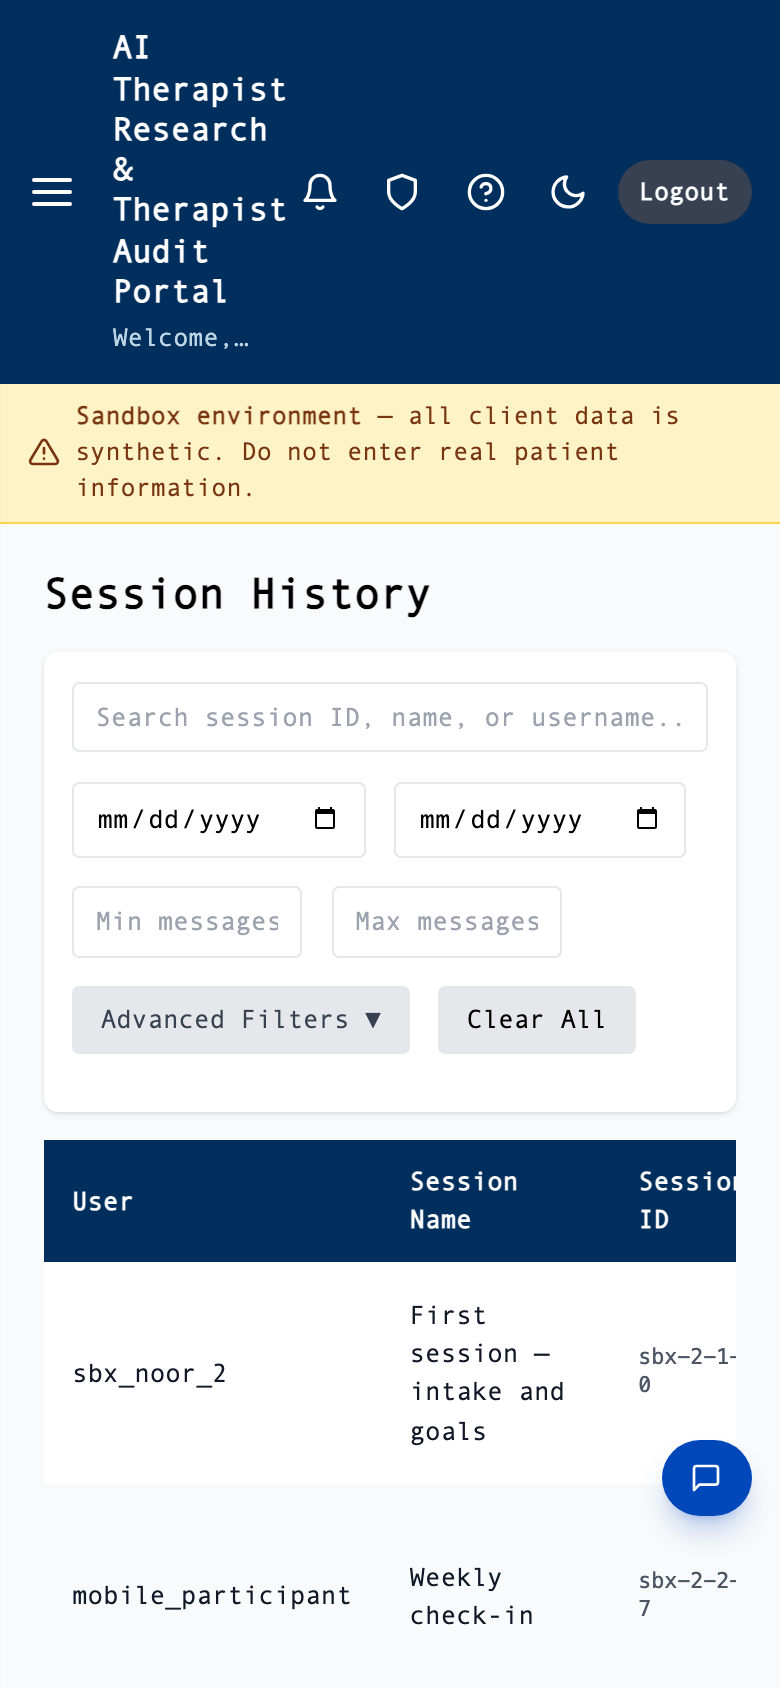 AI
Therapist
Research
&
Therapist
Audit
Portal
Welcome,…
Logout
Sandbox environment — all client data is
synthetic. Do not enter real patient
information.
Session History
Search session ID, name, or username..
mm/dd/yyyy
mm/dd/yyyy
Min messages
Max messages
Advanced Filters ▼
Clear All
User
Session
Name
Session
ID
sbx_noor_2
First
session —
intake and
goals
sbx-2-1-
0
mobile_participant
Weekly
check-in
sbx-2-2-
7